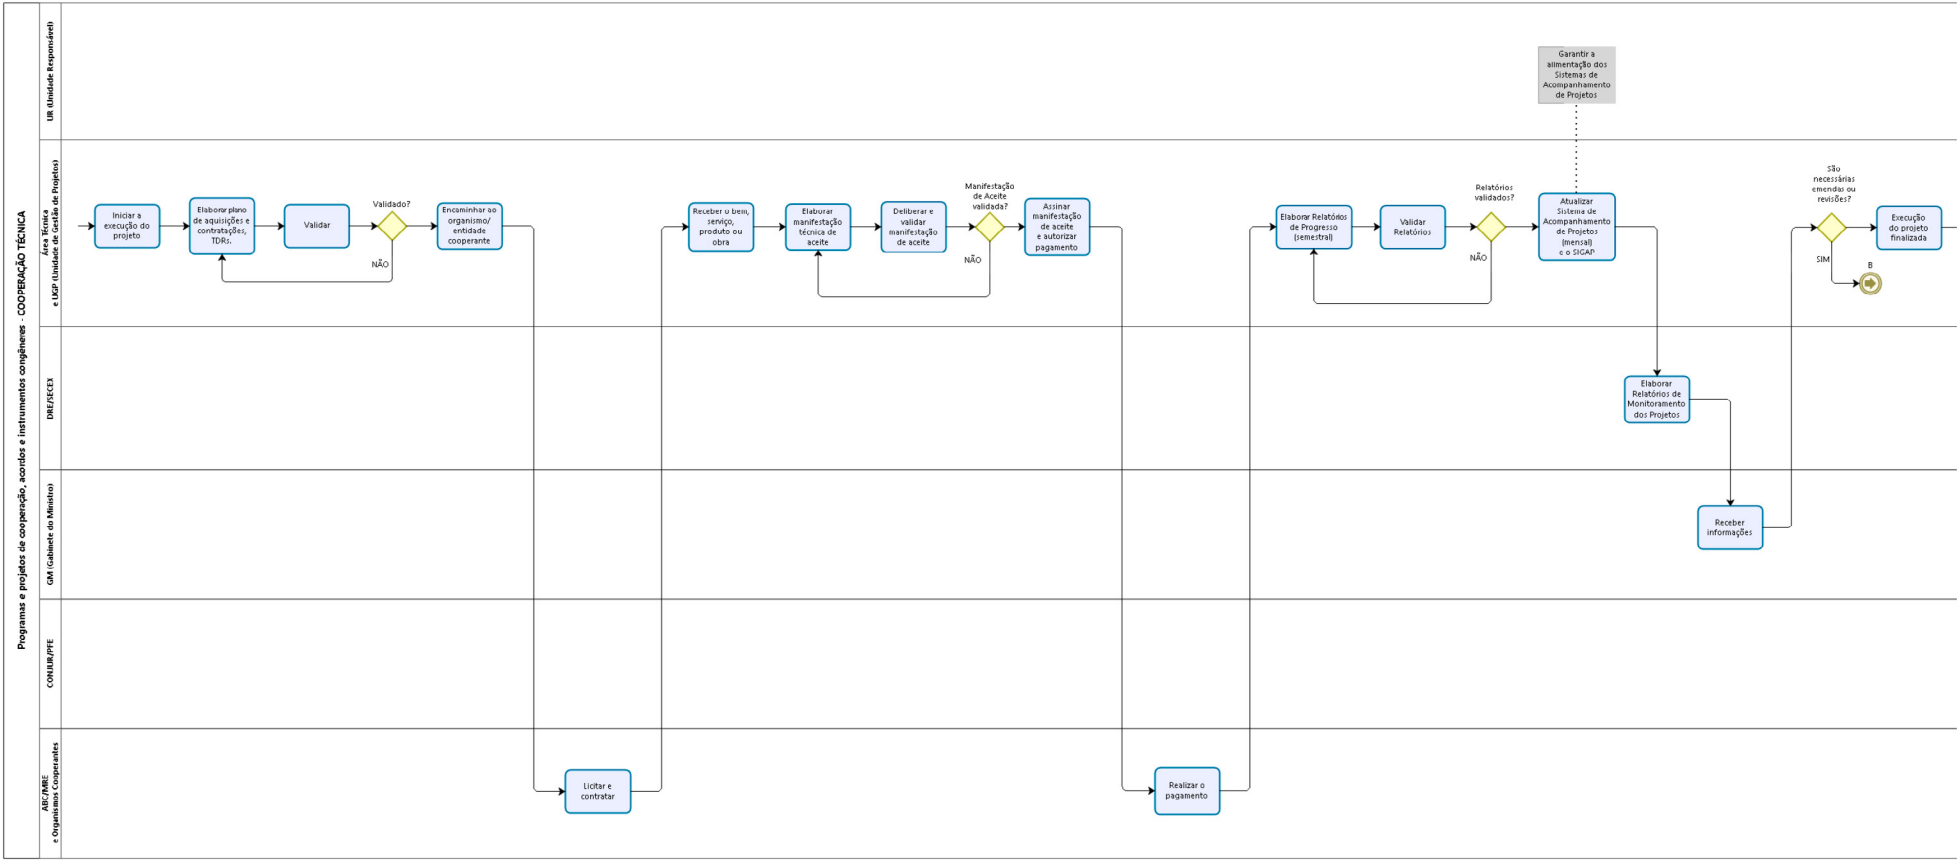 Programas e projetos de cooperação, acordos e instrumentos congêneres - COOPERAÇÃO TÉCNICA
UR (Unidade Responsável)
Garantir a
alimentação dos
Sistemas de
Acompanhamento
de Projetos
Área Técnica
e UGP (Unidade de Gestão de Projetos)
Iniciar a
execução do
projeto
Elaborar plano
de aquisições e
contratações,
TDRs.
Validar
Validado?
NÃO
Encaminhar ao
organismo/
entidade
cooperante
Receber o bem,
serviço,
produto ou
obra
Elaborar
manifestação
técnica de
aceite
Deliberar e
validar
manifestação
de aceite
Manifestação
de Aceite
validada?
NÃO
Assinar
manifestação
de aceite
e autorizar
pagamento
Elaborar Relatórios
de Progresso
(semestral)
Validar
Relatórios
Relatórios
validados?
NÃO
Atualizar
Sistema de
Acompanhamento
de Projetos
(mensal)
e o SIGAP
São
necessárias
emendas ou
revisões?
SIM
B
Execução
do projeto
finalizada
DRE/SECEX
Elaborar
Relatórios de
Monitoramento
dos Projetos
GM (Gabinete do Ministro)
Receber
informações
CONJUR/PFE
ABC/MRE
e Organismos Cooperantes
Licitar e
contratar
Realizar o
pagamento